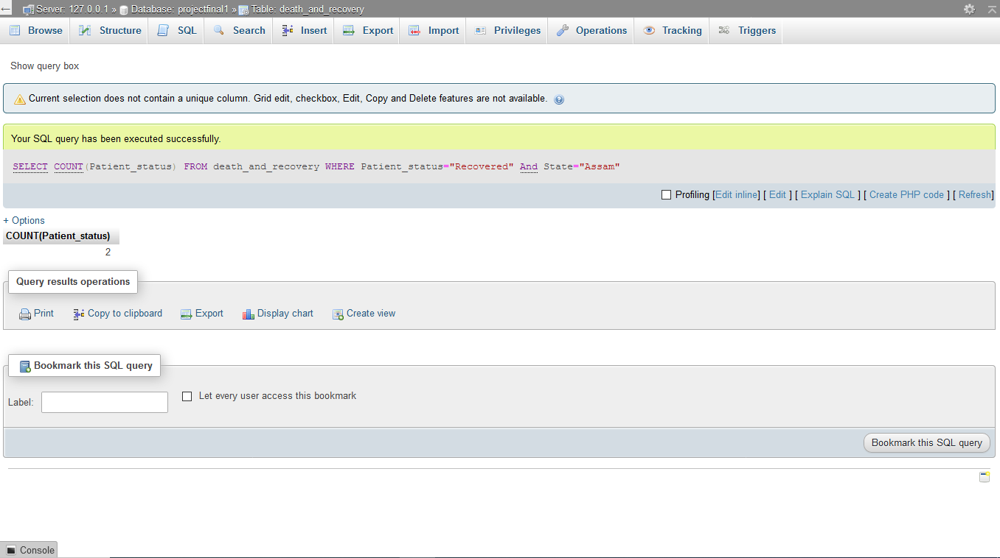 Server: 127.0.0.1 » Database: projectfinal1 » Table: death_and_recovery
Browse Structure SQL Search Insert Export Import Privileges Operations Tracking Triggers
Show query box
Current selection does not contain a unique column. Grid edit, checkbox, Edit, Copy and Delete features are not available.
Your SQL query has been executed successfully.
SELECT COUNT(Patient_status) FROM death_and_recovery WHERE Patient_status="Recovered" And State="Assam"
Profiling [Edit inline] [ Edit ] [ Explain SQL ] [ Create PHP code ] [ Refresh]
+ Options
COUNT(Patient_status)
2
Query results operations
Print Copy to clipboard Export Display chart Create view
Bookmark this SQL query
Label: Let every user access this bookmark
Bookmark this SQL query
Console